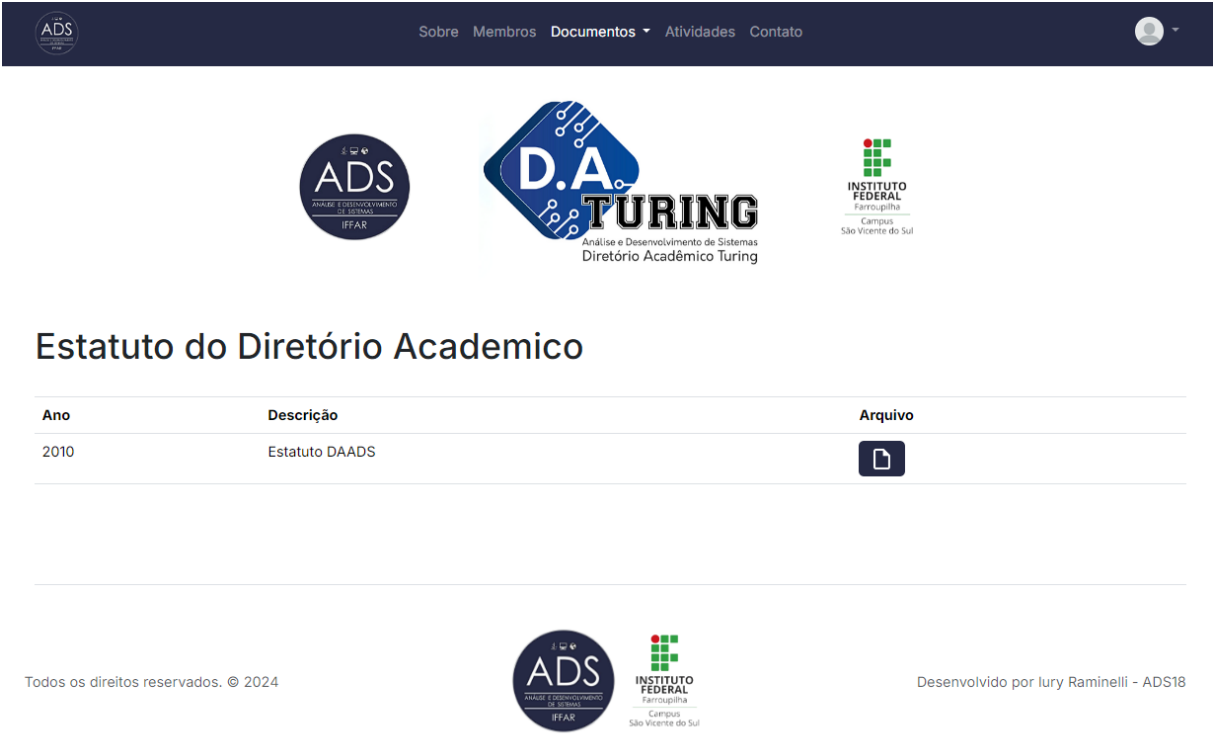 ADS
IFFAR
Sobre Membros Documentos Atividades Contato
ADS
ANÁLISE E DESENVOLVIMENTO
DE SISTEMAS
IFFAR
D.A.
TURING
Análise e Desenvolvimento de Sistemas
Diretório Acadêmico Turing
INSTITUTO
FEDERAL
Farroupilha
Campus
São Vicente do Sul
Estatuto do Diretório Academico
Ano Descrição Arquivo
2010 Estatuto DAADS
Todos os direitos reservados. © 2024
ADS
ANÁLISE E DESENVOLVIMENTO
DE SISTEMAS
IFFAR
INSTITUTO
FEDERAL
Farroupilha
Campus
São Vicente do Sul
Desenvolvido por Iury Raminelli - ADS18